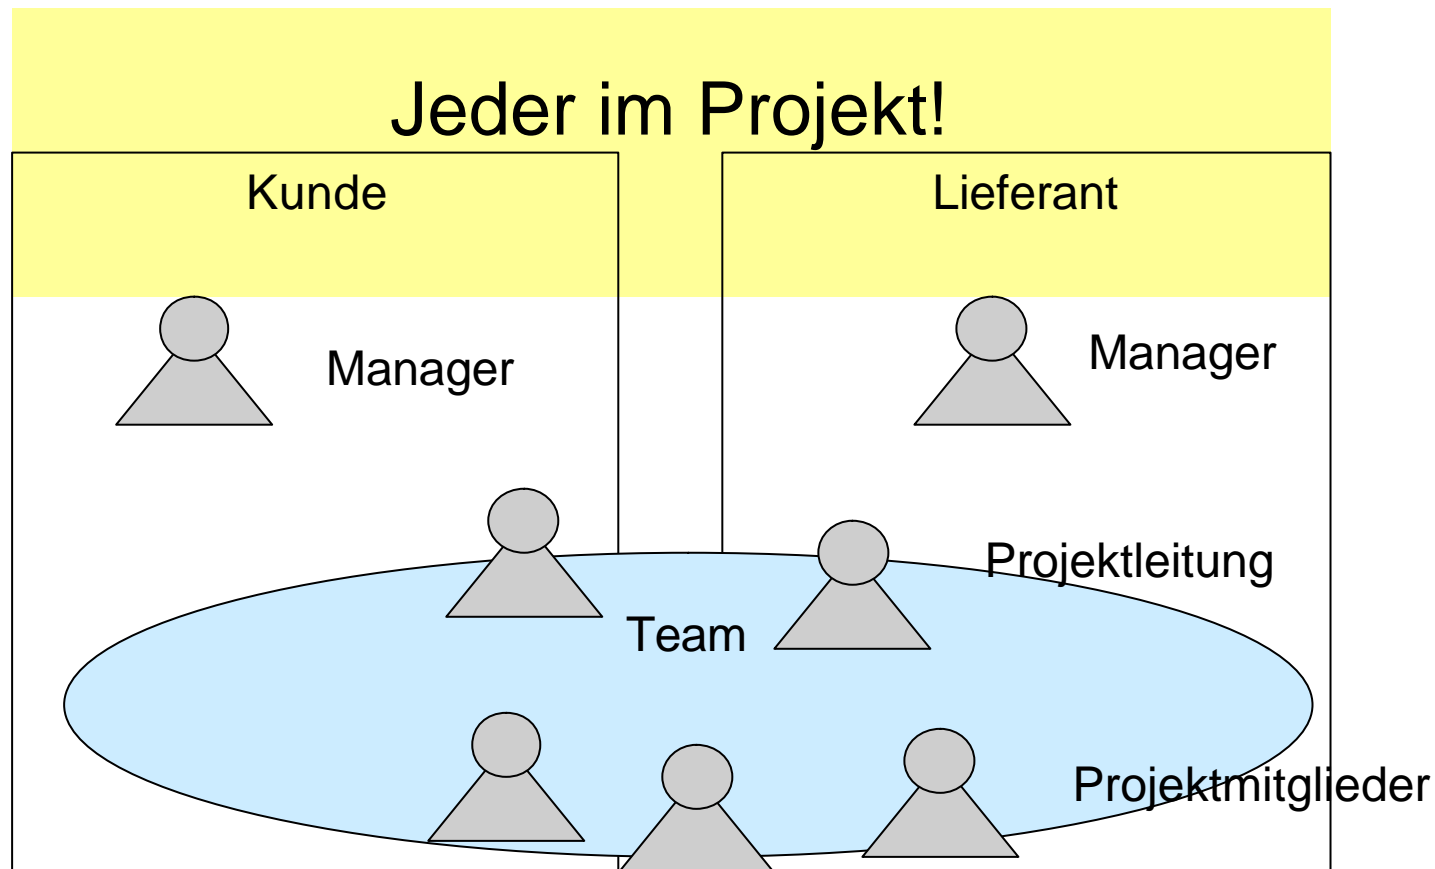 Jeder im Projekt!
Kunde
Lieferant
Manager
Manager
Projektleitung
Team
Projektmitglieder